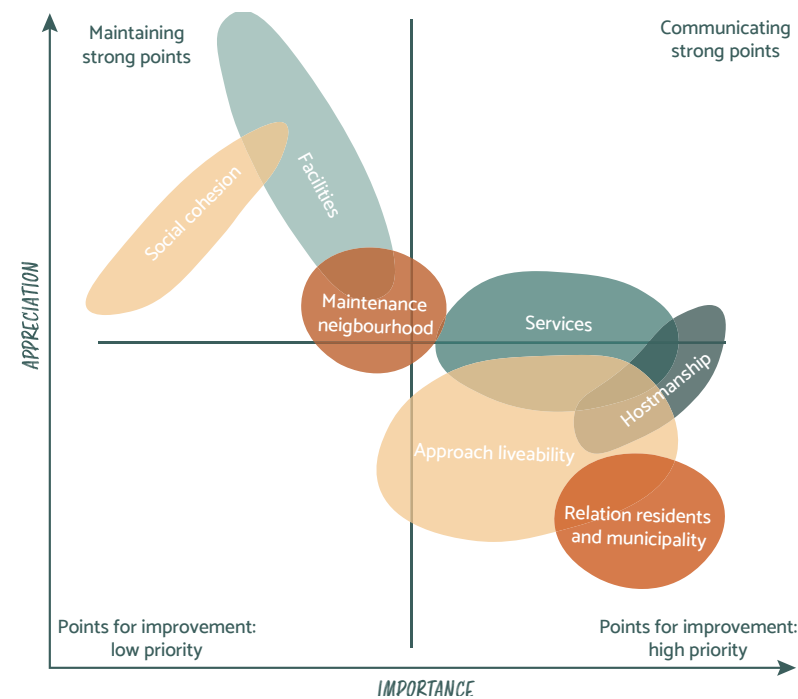 Maintaining
strong points
Communicating
strong points
Facilities
Social cohesion
Maintenance
neigbourhood
Services
Hostmanship
Approach liveability
Relation residents
and municipality
APPRECIATION
Points for improvement:
low priority
Points for improvement:
high priority
IMPORTANCE